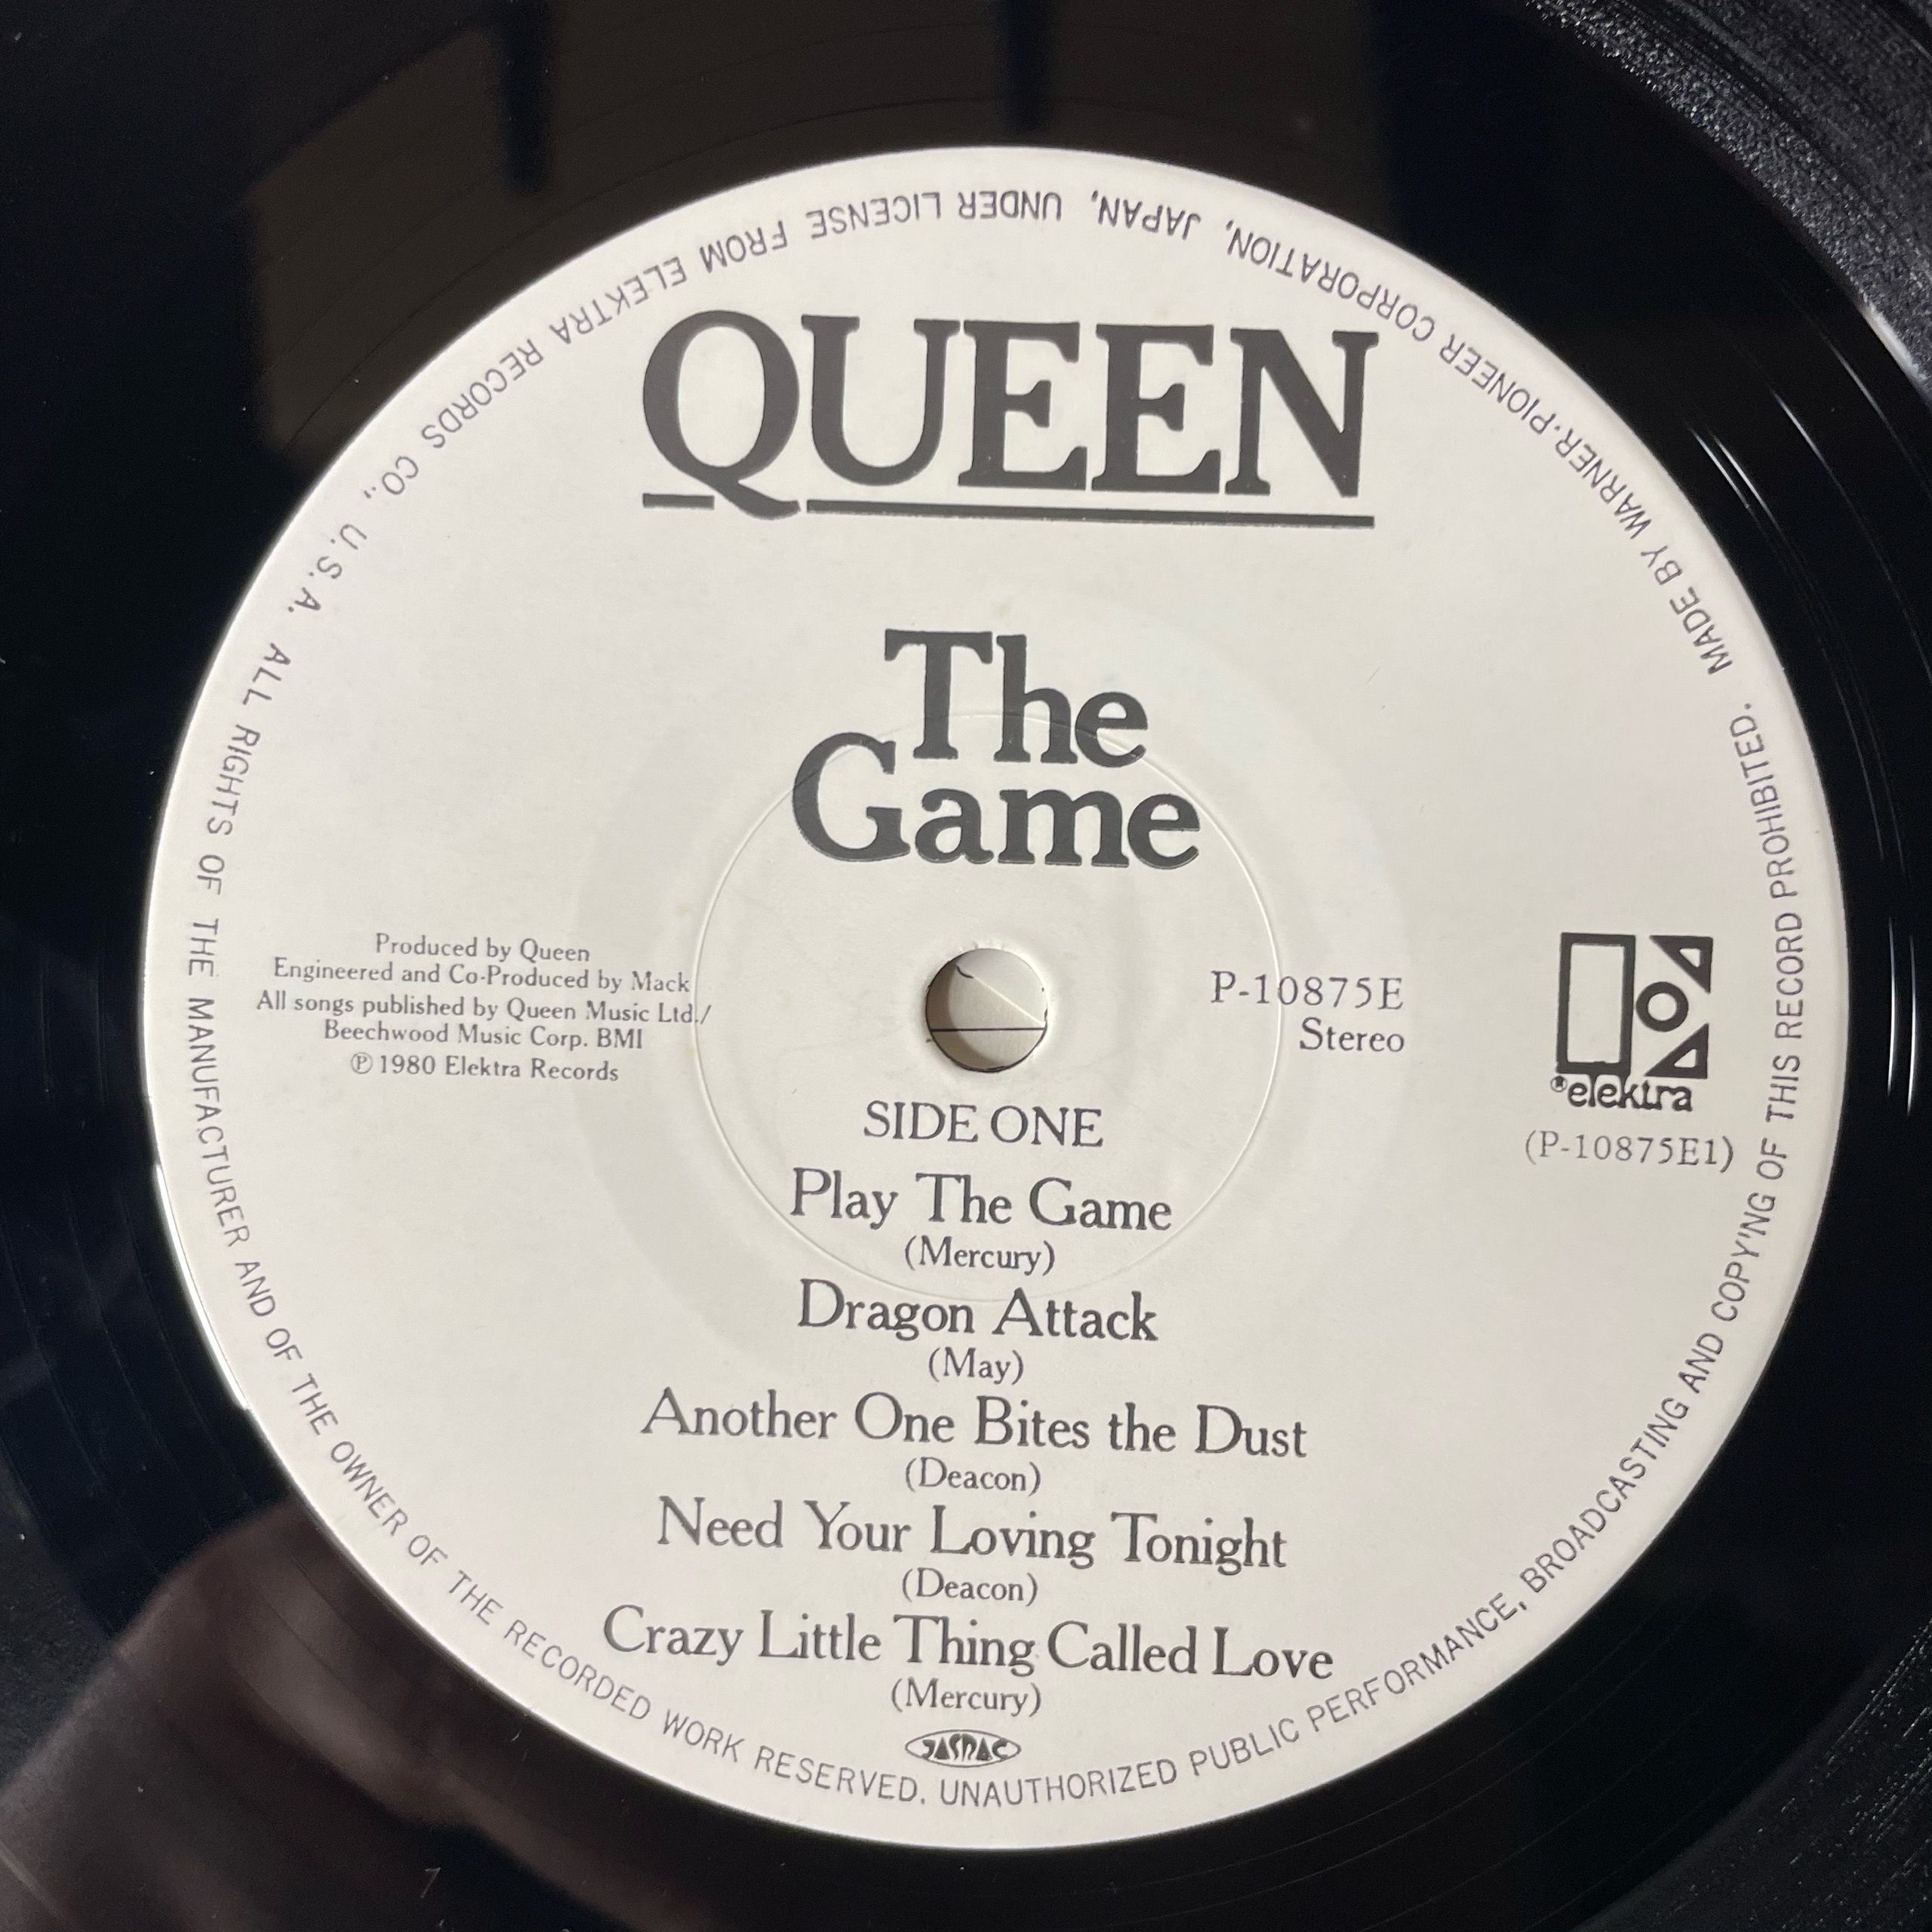 QUEEN
The
Game
Produced by Queen
Engineered and Co-Produced by Mack
All songs published by Queen Music Ltd./
Beechwood Music Corp. BMI
℗ 1980 Elektra Records
P-10875E
Stereo
®elektra
(P-10875E1)
SIDE ONE
Play The Game
(Mercury)
Dragon Attack
(May)
Another One Bites the Dust
(Deacon)
Need Your Loving Tonight
(Deacon)
Crazy Little Thing Called Love
(Mercury)
JASRAC
MADE BY WARNER-PIONEER CORPORATION, JAPAN, UNDER LICENSE FROM ELEKTRA RECORDS CO., U.S.A. ALL RIGHTS OF THE MANUFACTURER AND OF THE OWNER OF THE RECORDED WORK RESERVED. UNAUTHORIZED PUBLIC PERFORMANCE, BROADCASTING AND COPY'NG OF THIS RECORD PROHIBITED.